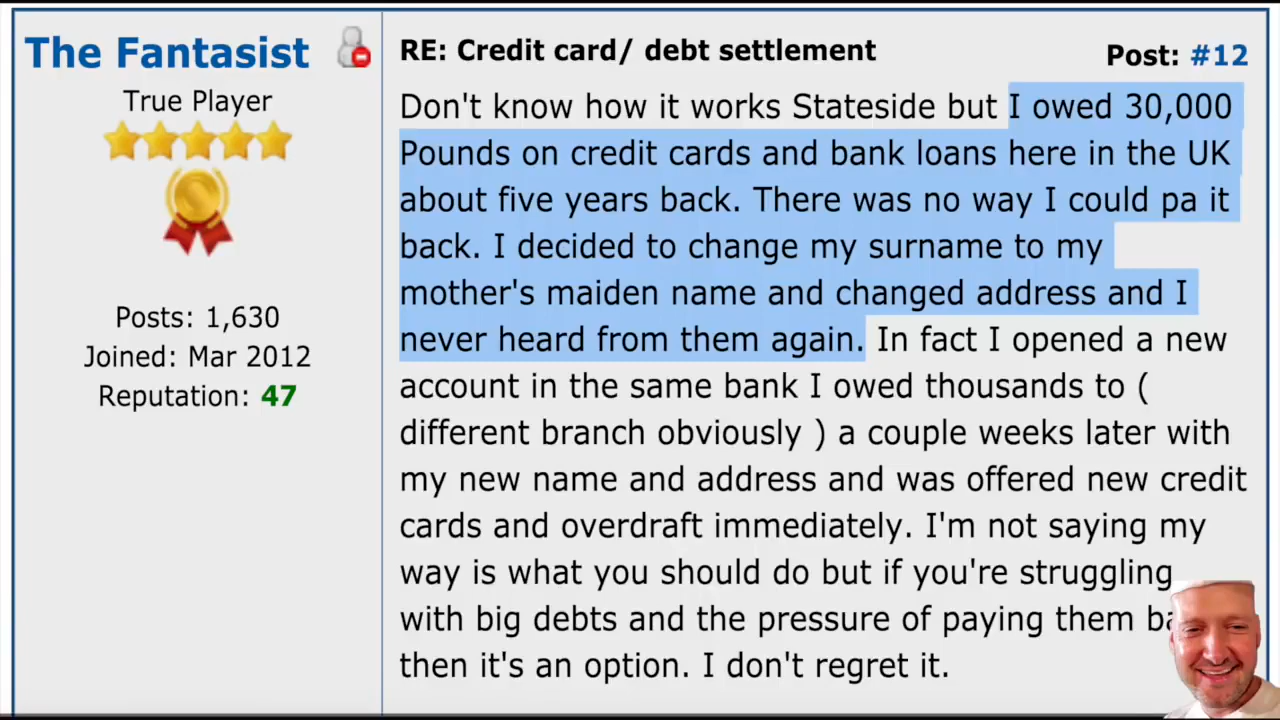 The Fantasist
True Player
Posts: 1,630
Joined: Mar 2012
Reputation: 47
RE: Credit card/ debt settlement
Post: #12
Don't know how it works Stateside but I owed 30,000
Pounds on credit cards and bank loans here in the UK
about five years back. There was no way I could pa it
back. I decided to change my surname to my
mother's maiden name and changed address and I
never heard from them again. In fact I opened a new
account in the same bank I owed thousands to (
different branch obviously ) a couple weeks later with
my new name and address and was offered new credit
cards and overdraft immediately. I'm not saying my
way is what you should do but if you're struggling
with big debts and the pressure of paying them
then it's an option. I don't regret it.